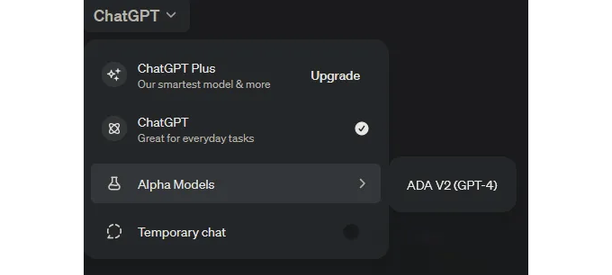 ChatGPT
ChatGPT Plus
Upgrade
Our smartest model & more
ChatGPT
Great for everyday tasks
Alpha Models
ADA V2 (GPT-4)
Temporary chat